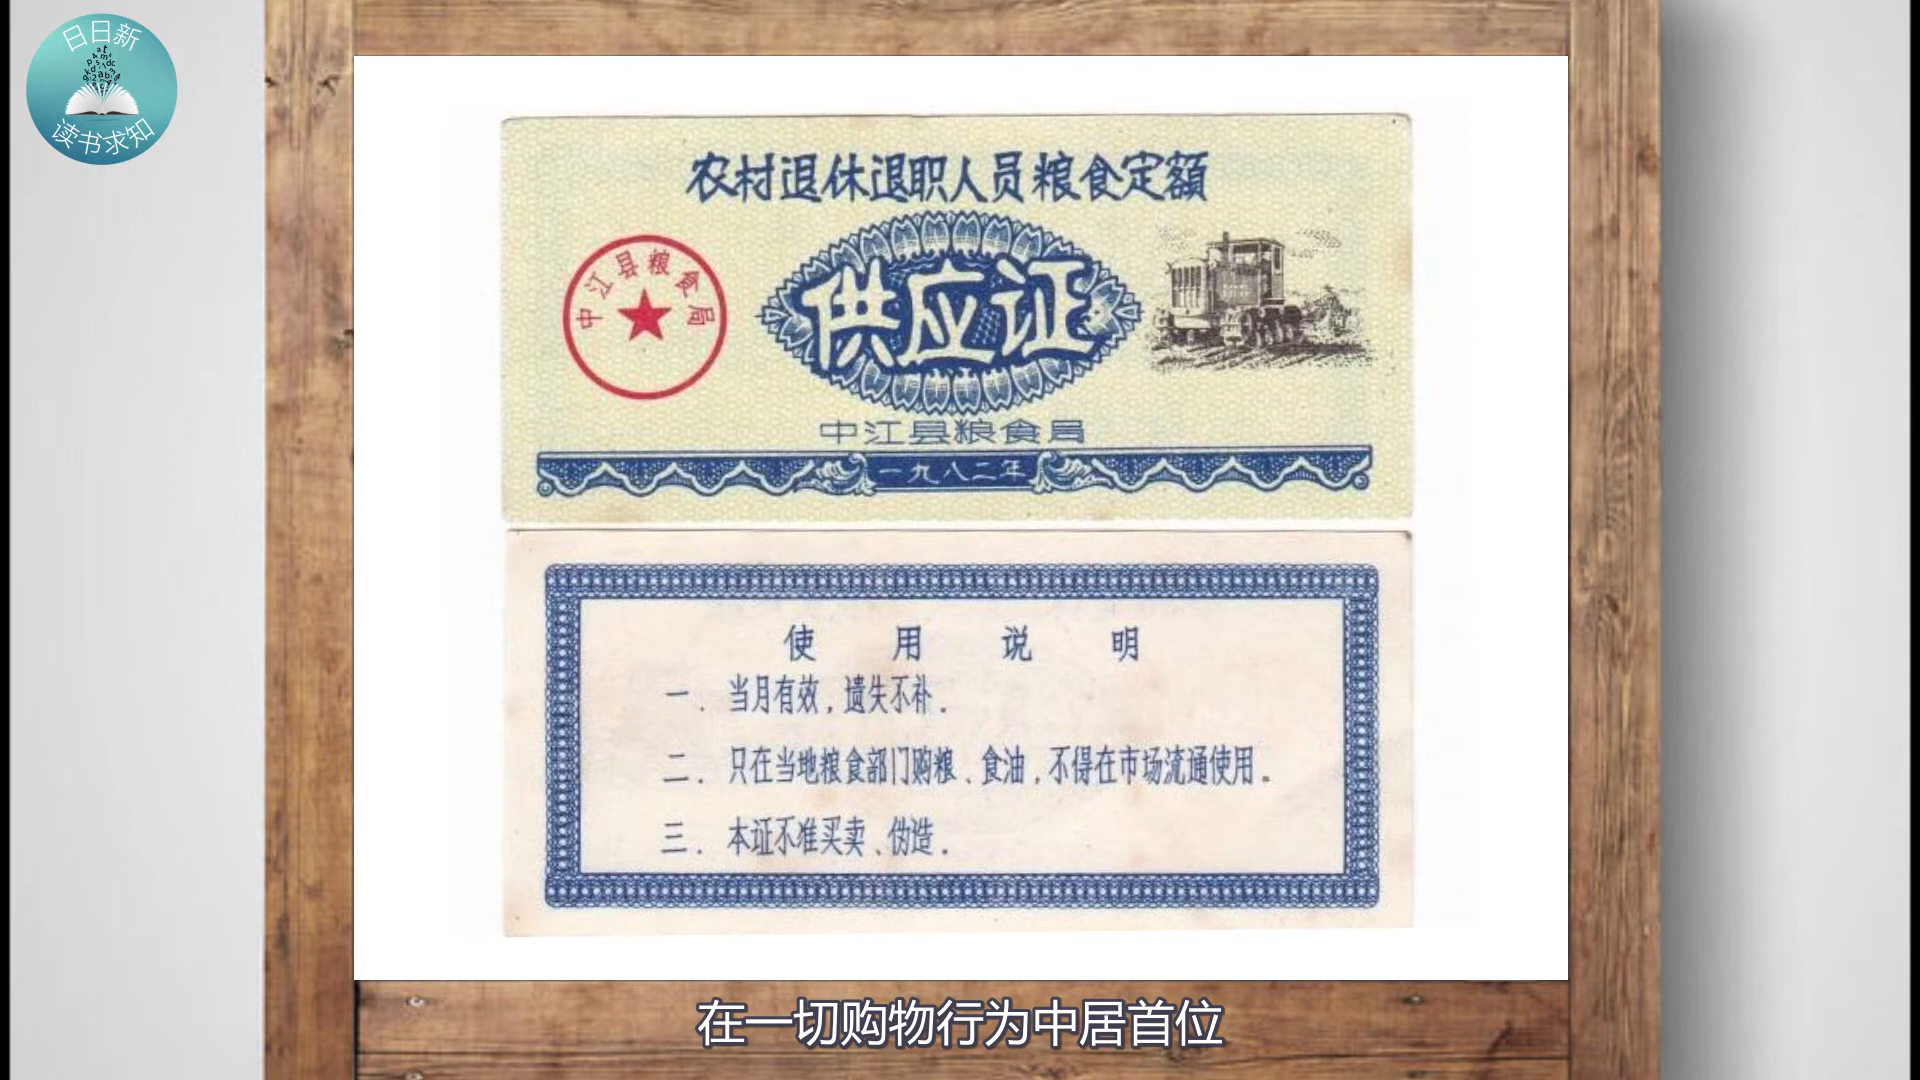 日日新
读书求知
农村退休退职人员粮食定额
中江县粮食局
供应证
中江县粮食局
一九八二年
使用说明
一. 当月有效,遗失不补.
二. 只在当地粮食部门购粮、食油,不得在市场流通使用。
三. 本证不准买卖、伪造.
在一切购物行为中居首位